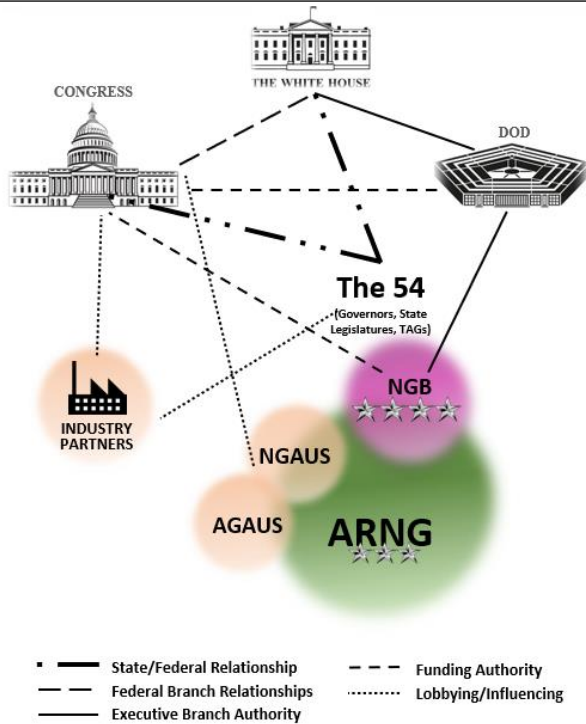 THE WHITE HOUSE
CONGRESS
DOD
The 54
(Governors, State
Legislatures, TAGs)
NGB
INDUSTRY
PARTNERS
NGAUS
AGAUS
ARNG
State/Federal Relationship
Federal Branch Relationships
Executive Branch Authority
Funding Authority
Lobbying/Influencing